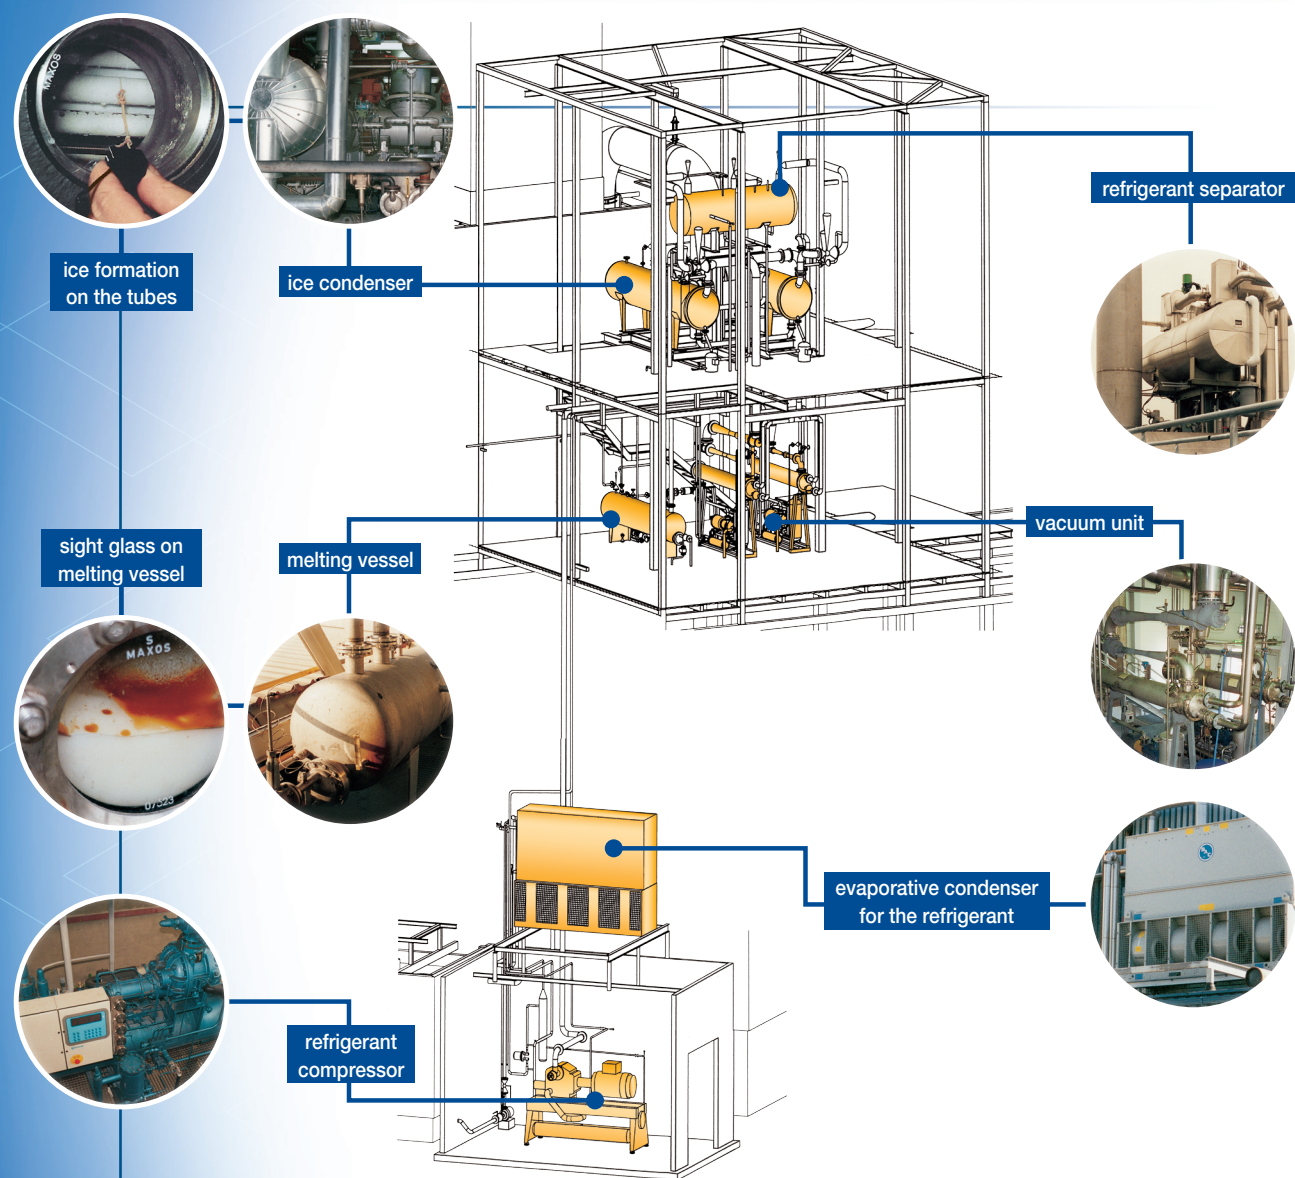 MAXOS
refrigerant separator
ice formation
on the tubes
ice condenser
sight glass on
melting vessel
melting vessel
vacuum unit
S
MAXOS
07523
evaporative condenser
for the refrigerant
refrigerant
compressor